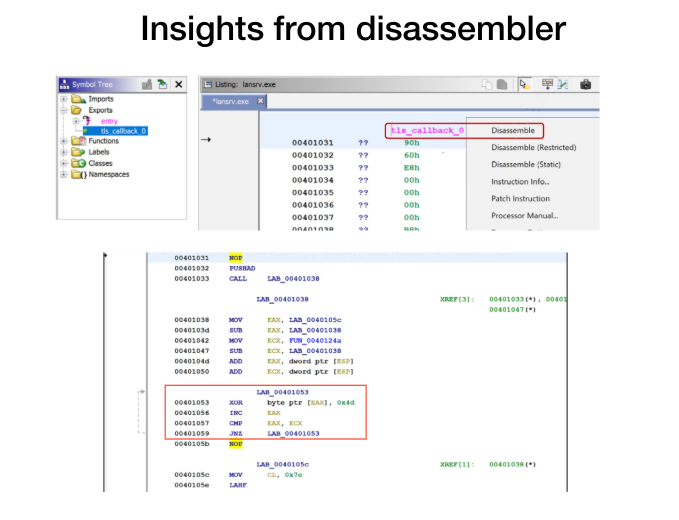 Insights from disassembler
Symbol Tree
Imports
Exports
entry
tls_callback_0
Functions
Labels
Classes
Namespaces
Listing: lansrv.exe
*lansrv.exe
tls_callback_0
00401031 ?? 90h
00401032 ?? 60h
00401033 ?? E8h
00401034 ?? 00h
00401035 ?? 00h
00401036 ?? 00h
00401037 ?? 00h
00401038 ?? B8h
Disassemble
Disassemble (Restricted)
Disassemble (Static)
Instruction Info...
Patch Instruction
Processor Manual...
00401031 NOP
00401032 PUSHAD
00401033 CALL LAB_00401038
LAB_00401038 XREF[3]: 00401033(*), 00401
00401047(*)
00401038 MOV EAX, LAB_0040105c
0040103d SUB EAX, LAB_00401038
00401042 MOV ECX, FUN_0040124a
00401047 SUB ECX, LAB_00401038
0040104d ADD EAX, dword ptr [ESP]
00401050 ADD ECX, dword ptr [ESP]
LAB_00401053
00401053 XOR byte ptr [EAX], 0x4d
00401056 INC EAX
00401057 CMP EAX, ECX
00401059 JNZ LAB_00401053
0040105b NOP
LAB_0040105c XREF[1]: 00401038(*)
0040105c MOV CL, 0x7e
0040105e LAHF